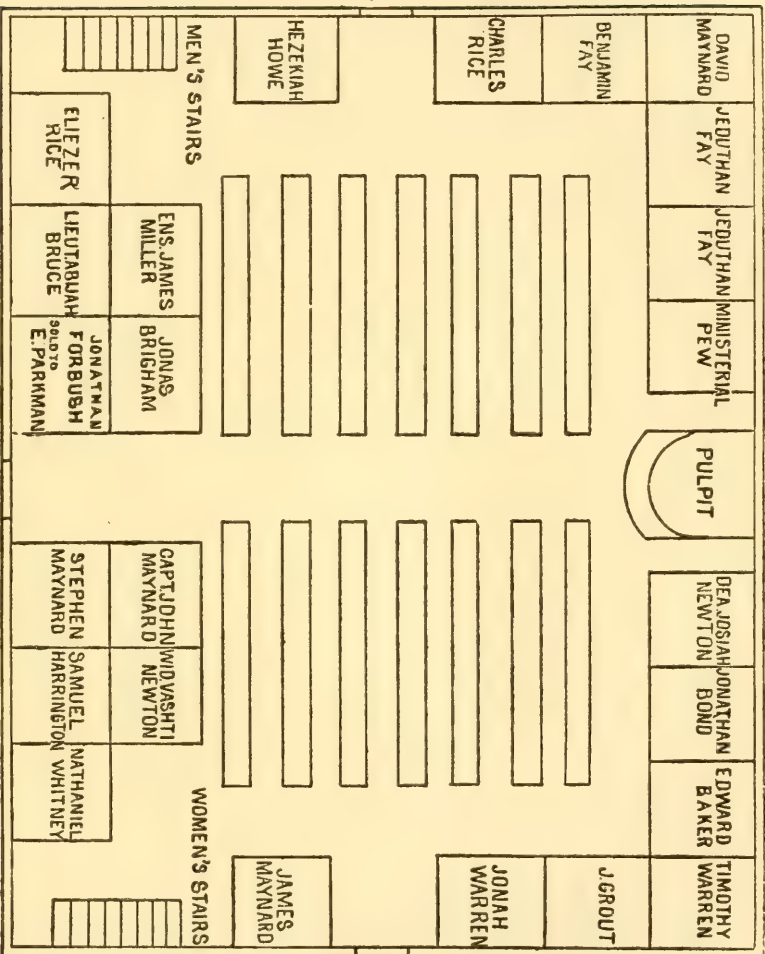 DAVID
MAYNARD
JEDUTHAN
FAY
JEDUTHAN
FAY
MINISTERIAL
PEW
PULPIT
DEA.JOSIAH
NEWTON
JONATHAN
BOND
EDWARD
BAKER
TIMOTHY
WARREN
BENJAMIN
FAY
CHARLES
RICE
HEZEKIAH
HOWE
MEN'S STAIRS
J.GROUT
JONAH
WARREN
JAMES
MAYNARD
WOMEN'S STAIRS
ENS.JAMES
MILLER
JONAS
BRIGHAM
CAPT.JOHN
MAYNARD
WID.VASHTI
NEWTON
ELIEZER
RICE
LIEUT.ABIJAH
BRUCE
JONATHAN
FORBUSH
SOLD TO
E.PARKMAN
STEPHEN
MAYNARD
SAMUEL
HARRINGTON
NATHANIEL
WHITNEY